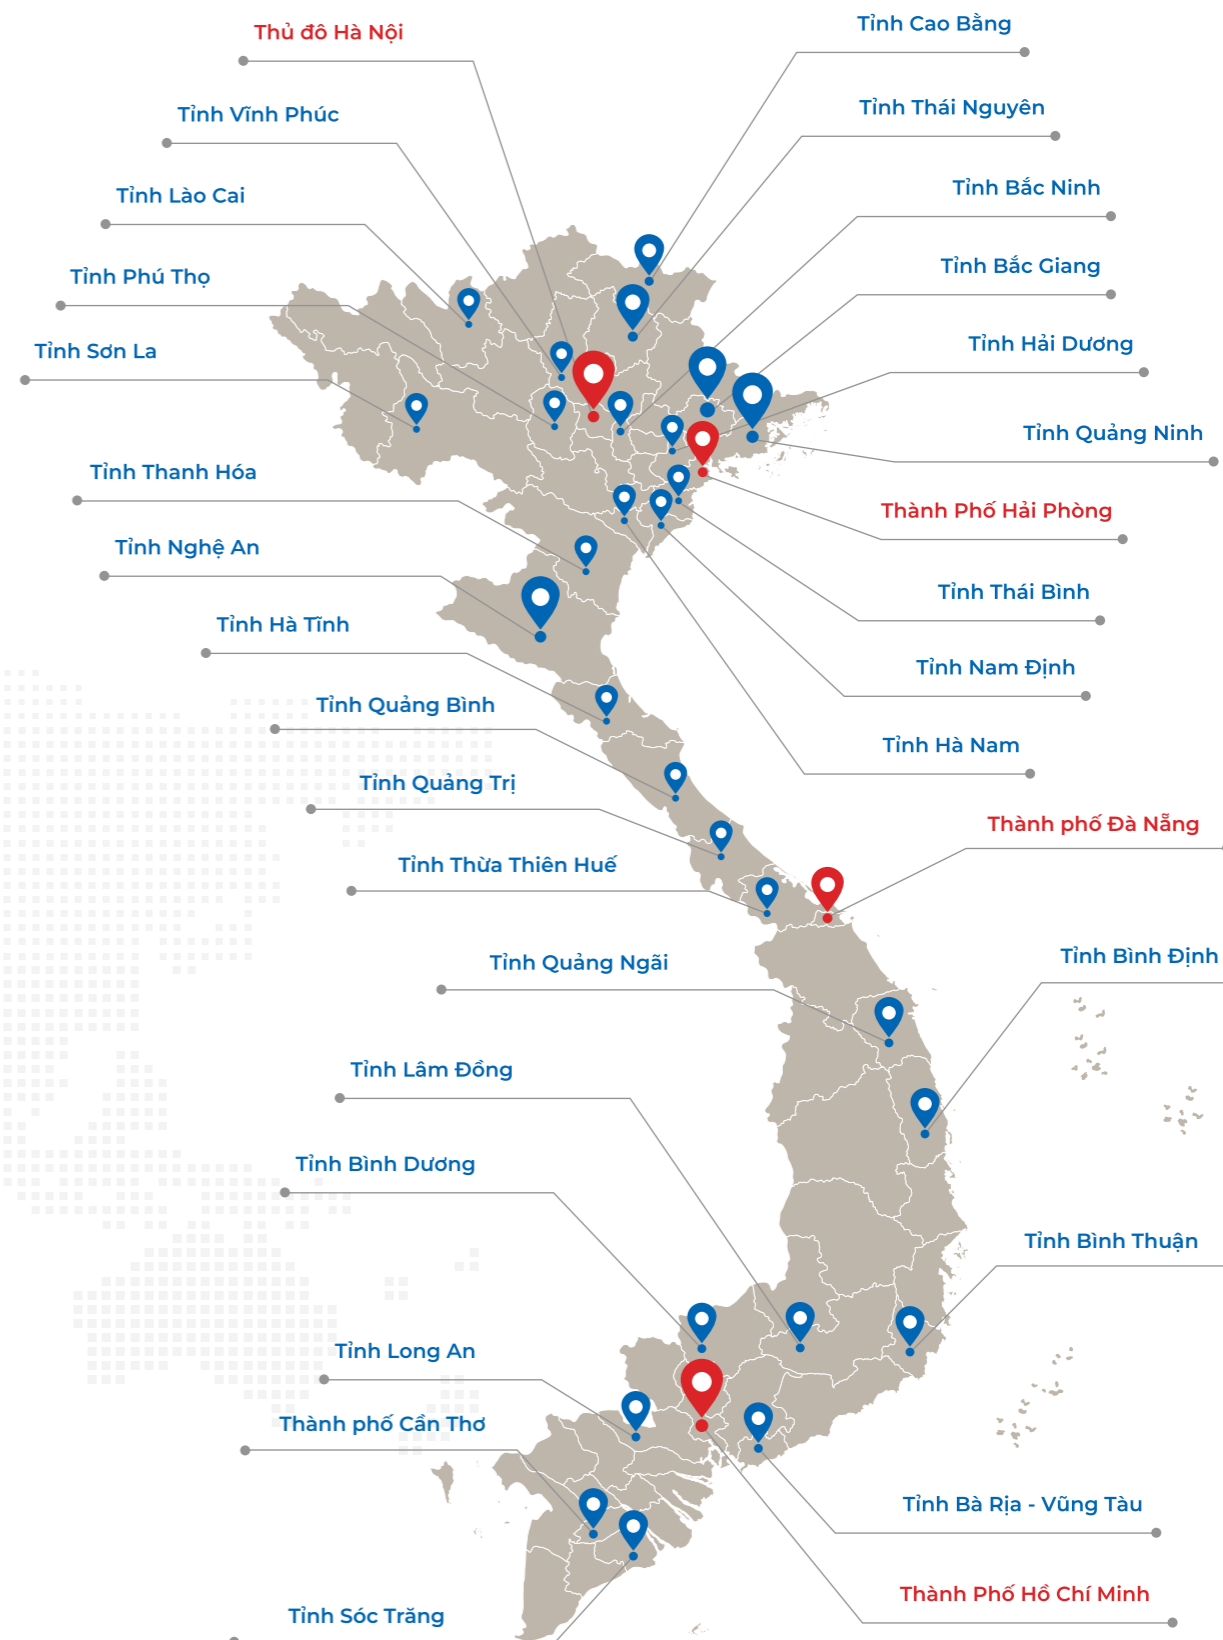 Thủ đô Hà Nội
Tỉnh Cao Bằng
Tỉnh Vĩnh Phúc
Tỉnh Thái Nguyên
Tỉnh Lào Cai
Tỉnh Bắc Ninh
Tỉnh Phú Thọ
Tỉnh Bắc Giang
Tỉnh Sơn La
Tỉnh Hải Dương
Tỉnh Quảng Ninh
Tỉnh Thanh Hóa
Thành Phố Hải Phòng
Tỉnh Nghệ An
Tỉnh Thái Bình
Tỉnh Hà Tĩnh
Tỉnh Nam Định
Tỉnh Quảng Bình
Tỉnh Hà Nam
Tỉnh Quảng Trị
Thành phố Đà Nẵng
Tỉnh Thừa Thiên Huế
Tỉnh Quảng Ngãi
Tỉnh Bình Định
Tỉnh Lâm Đồng
Tỉnh Bình Dương
Tỉnh Bình Thuận
Tỉnh Long An
Thành phố Cần Thơ
Tỉnh Bà Rịa - Vũng Tàu
Thành Phố Hồ Chí Minh
Tỉnh Sóc Trăng